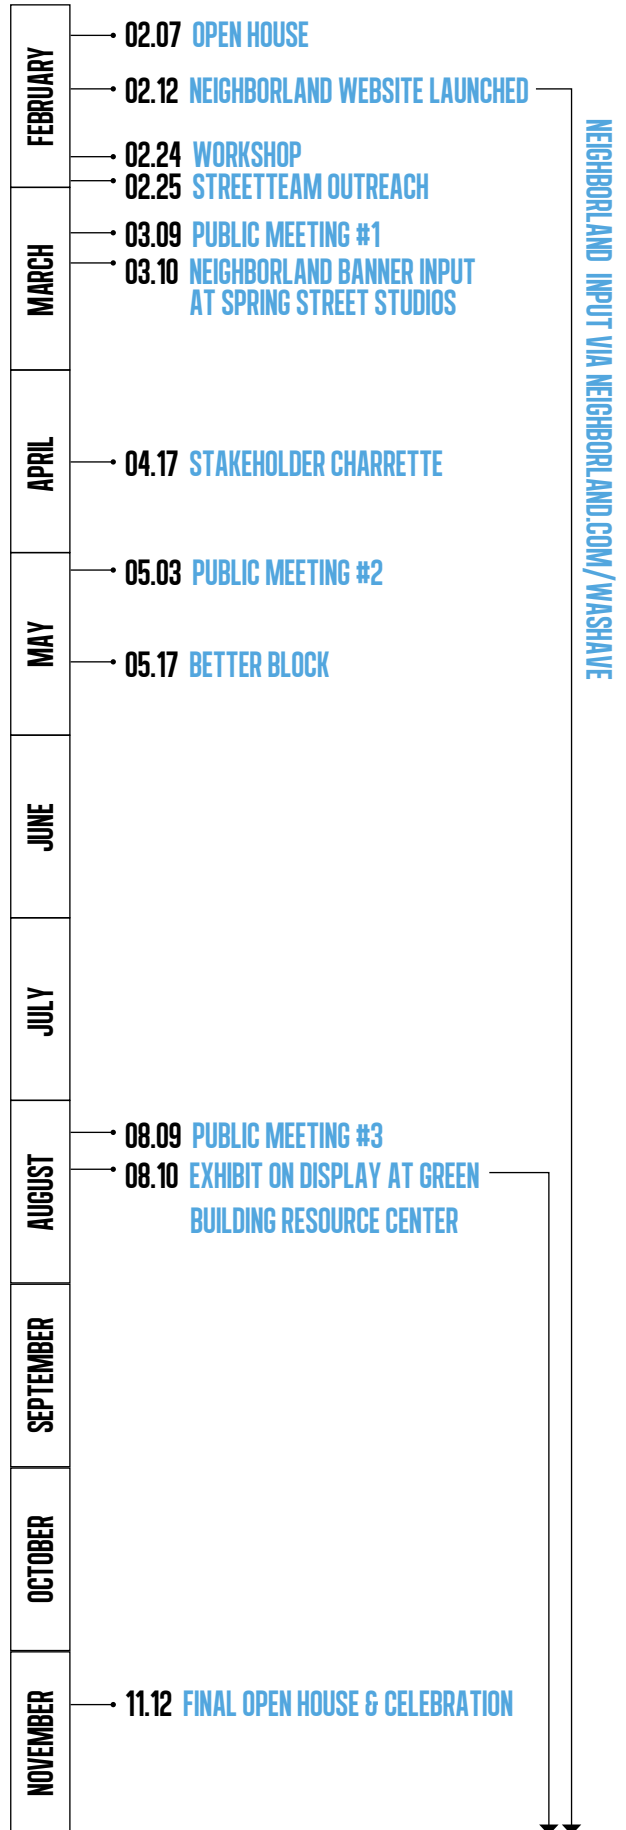 FEBRUARY
02.07 OPEN HOUSE
02.12 NEIGHBORLAND WEBSITE LAUNCHED
02.24 WORKSHOP
02.25 STREETTEAM OUTREACH
MARCH
03.09 PUBLIC MEETING #1
03.10 NEIGHBORLAND BANNER INPUT
AT SPRING STREET STUDIOS
APRIL
04.17 STAKEHOLDER CHARRETTE
MAY
05.03 PUBLIC MEETING #2
05.17 BETTER BLOCK
JUNE
JULY
AUGUST
08.09 PUBLIC MEETING #3
08.10 EXHIBIT ON DISPLAY AT GREEN
BUILDING RESOURCE CENTER
SEPTEMBER
OCTOBER
NOVEMBER
11.12 FINAL OPEN HOUSE & CELEBRATION
NEIGHBORLAND INPUT VIA NEIGHBORLAND.COM/WASHAVE